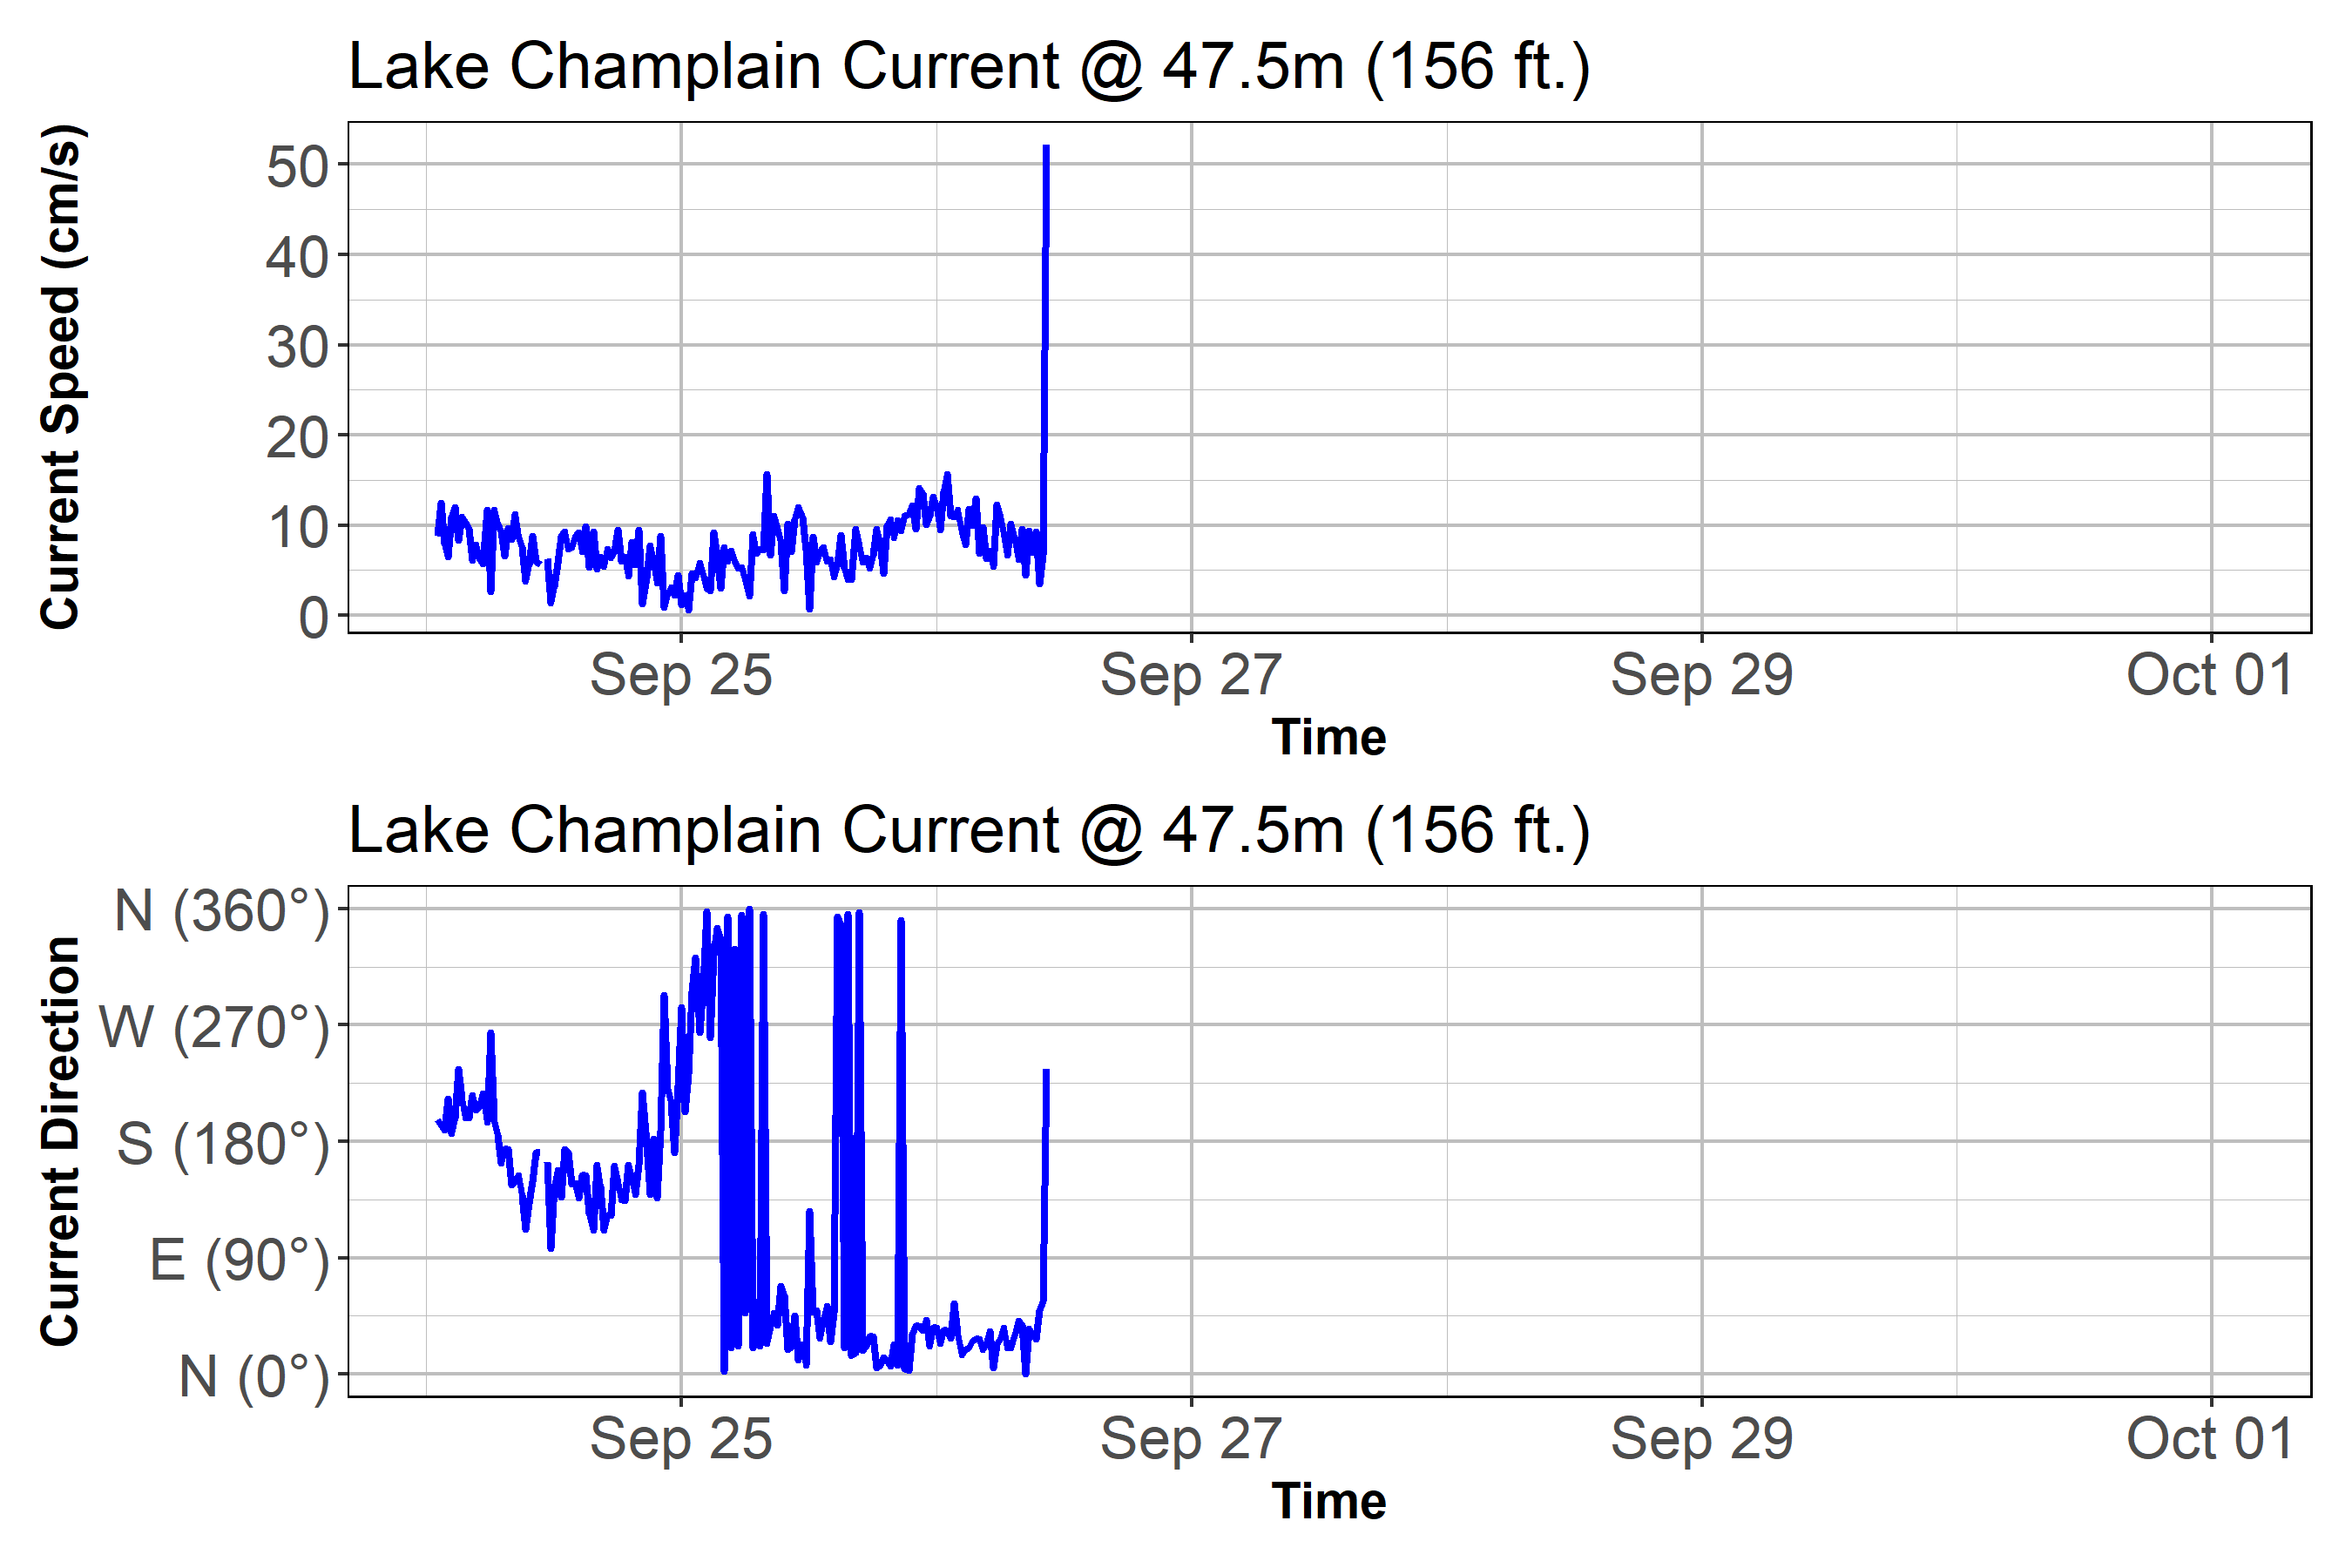 Lake Champlain Current @ 47.5m (156 ft.)
Current Speed (cm/s)
50
40
30
20
10
0
Sep 25 Sep 27 Sep 29 Oct 01
Time
Lake Champlain Current @ 47.5m (156 ft.)
Current Direction
N (360°)
W (270°)
S (180°)
E (90°)
N (0°)
Sep 25 Sep 27 Sep 29 Oct 01
Time